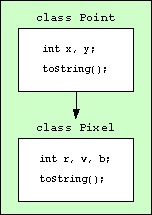 class Point
int x, y;
toString();
class Pixel
int r, v, b;
toString();